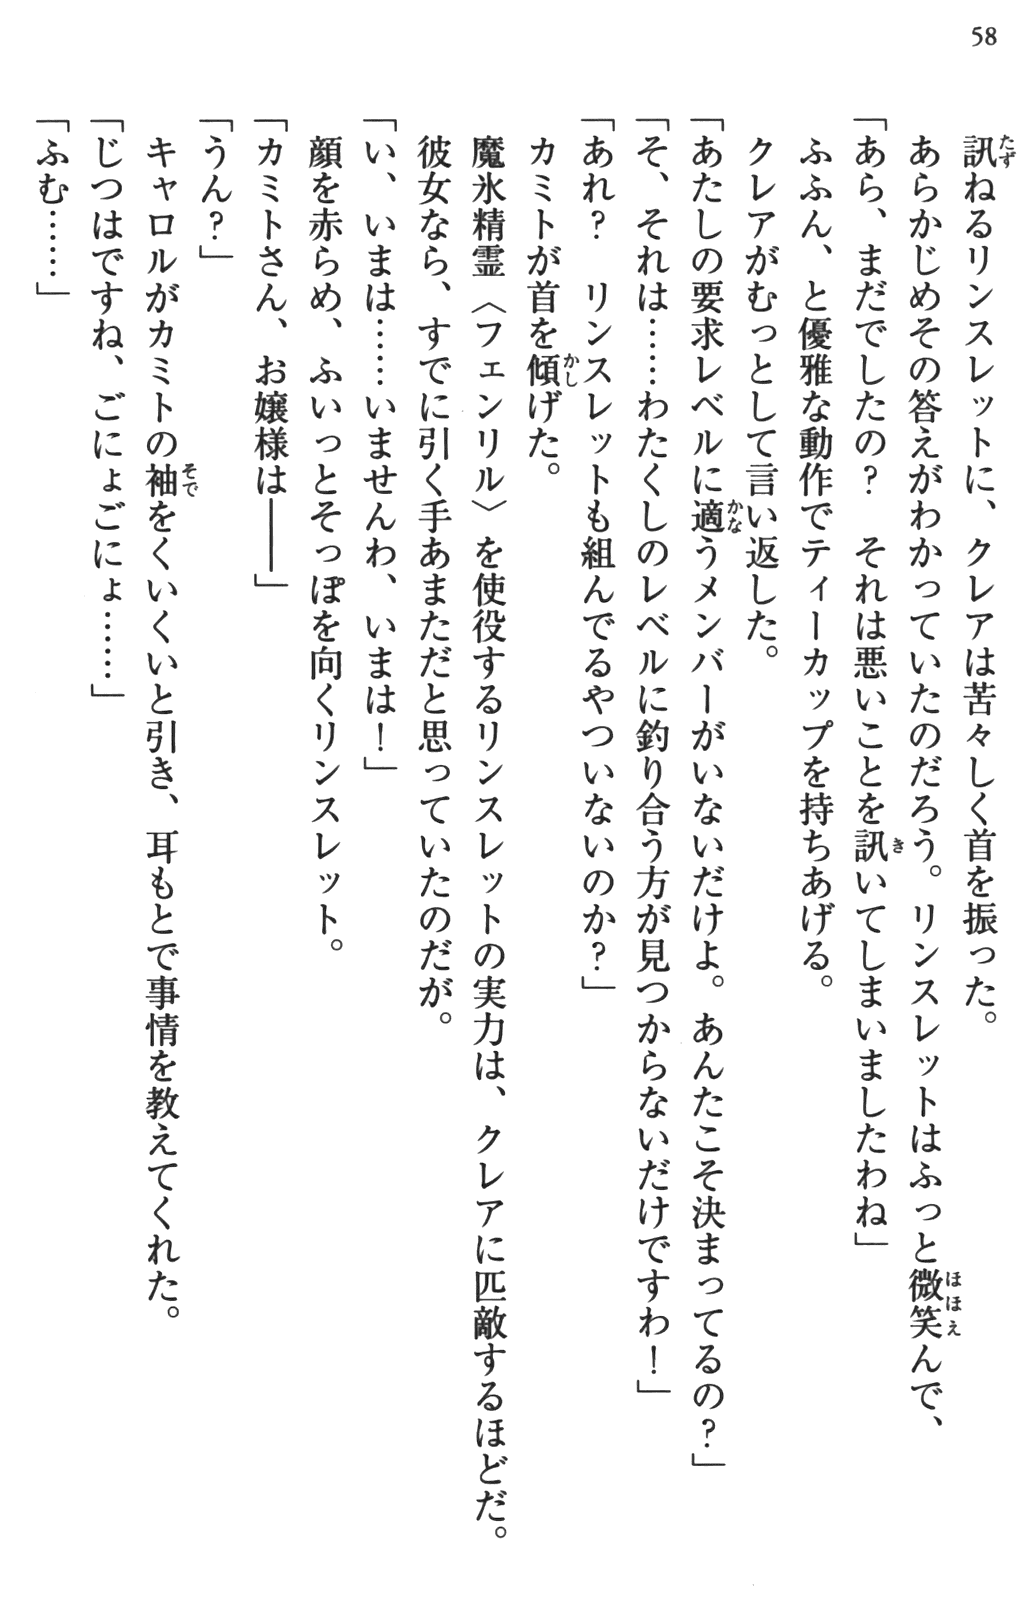 58
訊ねるリンスレットに、クレアは苦々しく首を振った。
あらかじめその答えがわかっていたのだろう。リンスレットはふっと微笑んで、
「あら、まだでしたの？　それは悪いことを訊いてしまいましたわね」
ふふん、と優雅な動作でティーカップを持ちあげる。
クレアがむっとして言い返した。
「あたしの要求レベルに適うメンバーがいないだけよ。あんたこそ決まってるの？」
「そ、それは……わたくしのレベルに釣り合う方が見つからないだけですわ！」
「あれ？　リンスレットも組んでるやついないのか？」
カミトが首を傾げた。
魔氷精霊〈フェンリル〉を使役するリンスレットの実力は、クレアに匹敵するほどだ。
彼女なら、すでに引く手あまただと思っていたのだが。
「い、いまは……いませんわ、いまは！」
顔を赤らめ、ふいっとそっぽを向くリンスレット。
「カミトさん、お嬢様は――」
「うん？」
キャロルがカミトの袖をくいくいと引き、耳もとで事情を教えてくれた。
「じつはですね、ごにょごにょ……」
「ふむ……」